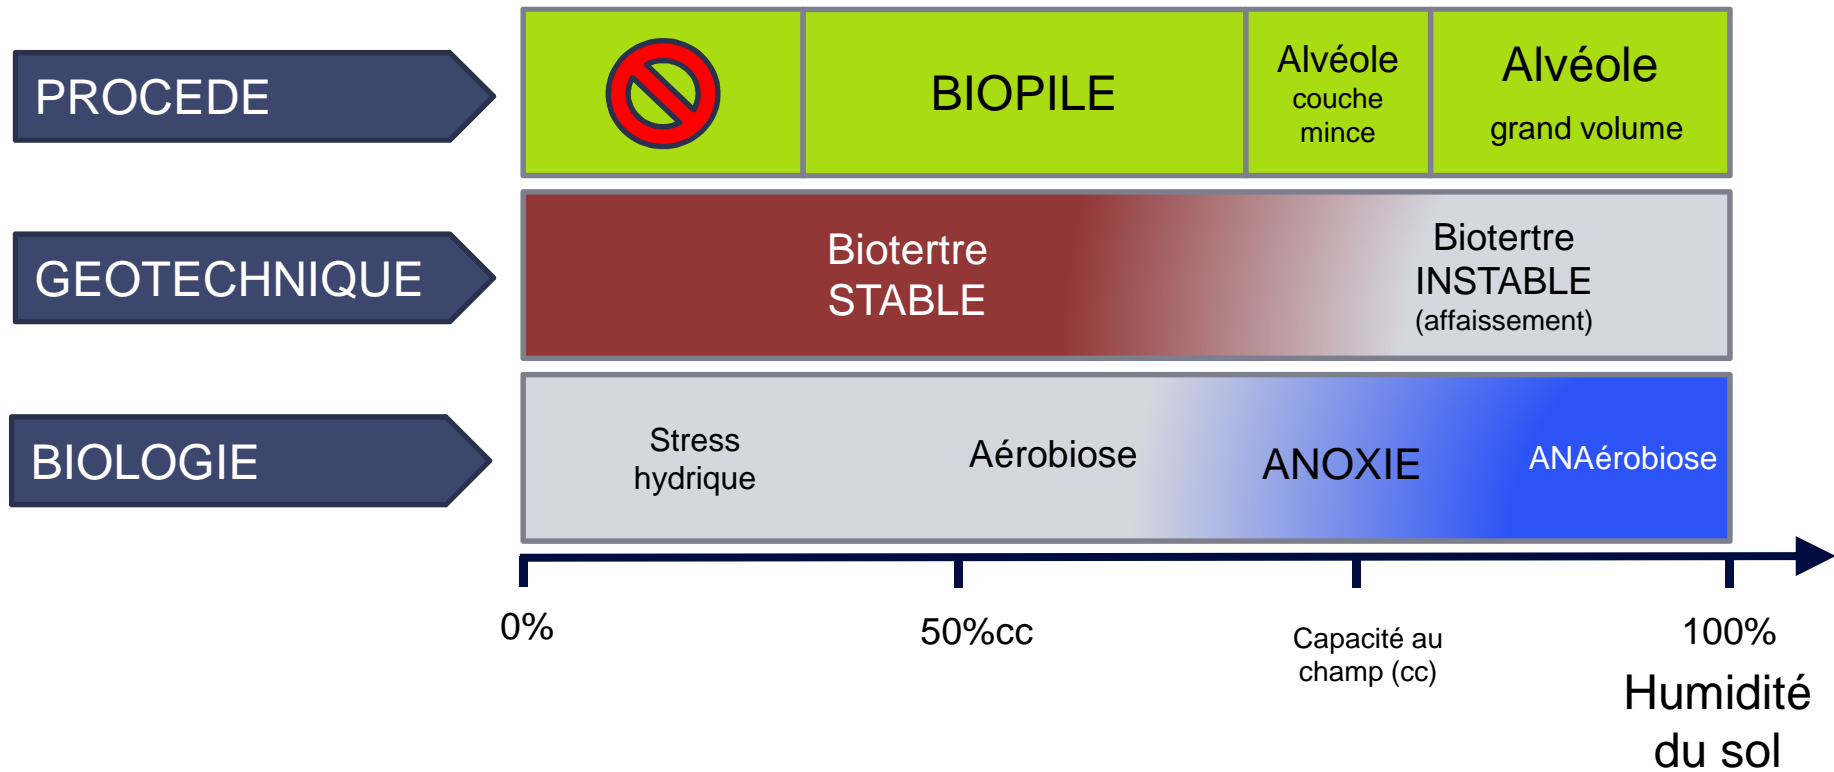 PROCEDE
BIOPILE
Alvéole
couche
mince
Alvéole
grand volume
GEOTECHNIQUE
Biotertre
STABLE
Biotertre
INSTABLE
(affaissement)
BIOLOGIE
Stress
hydrique
Aérobiose
ANOXIE
ANAérobiose
0%
50%cc
Capacité au
champ (cc)
100%
Humidité
du sol